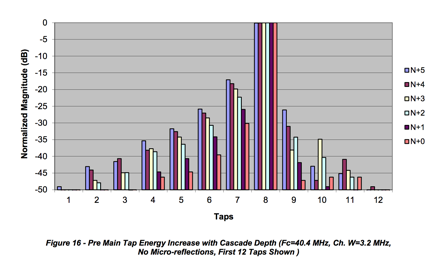 0
-5
-10
-15
-20
-25
-30
-35
-40
-45
-50
Normalized Magnitude (dB)
1 2 3 4 5 6 7 8 9 10 11 12
Taps
N+5
N+4
N+3
N+2
N+1
N+0
Figure 16 - Pre Main Tap Energy Increase with Cascade Depth (Fc=40.4 MHz, Ch. W=3.2 MHz,
No Micro-reflections, First 12 Taps Shown )